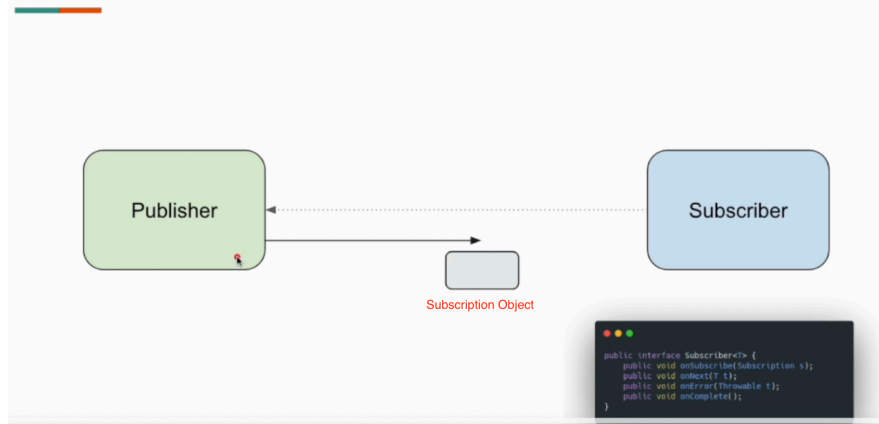 Publisher
Subscriber
Subscription Object
public interface Subscriber<T> {
    public void onSubscribe(Subscription s);
    public void onNext(T t);
    public void onError(Throwable t);
    public void onComplete();
}